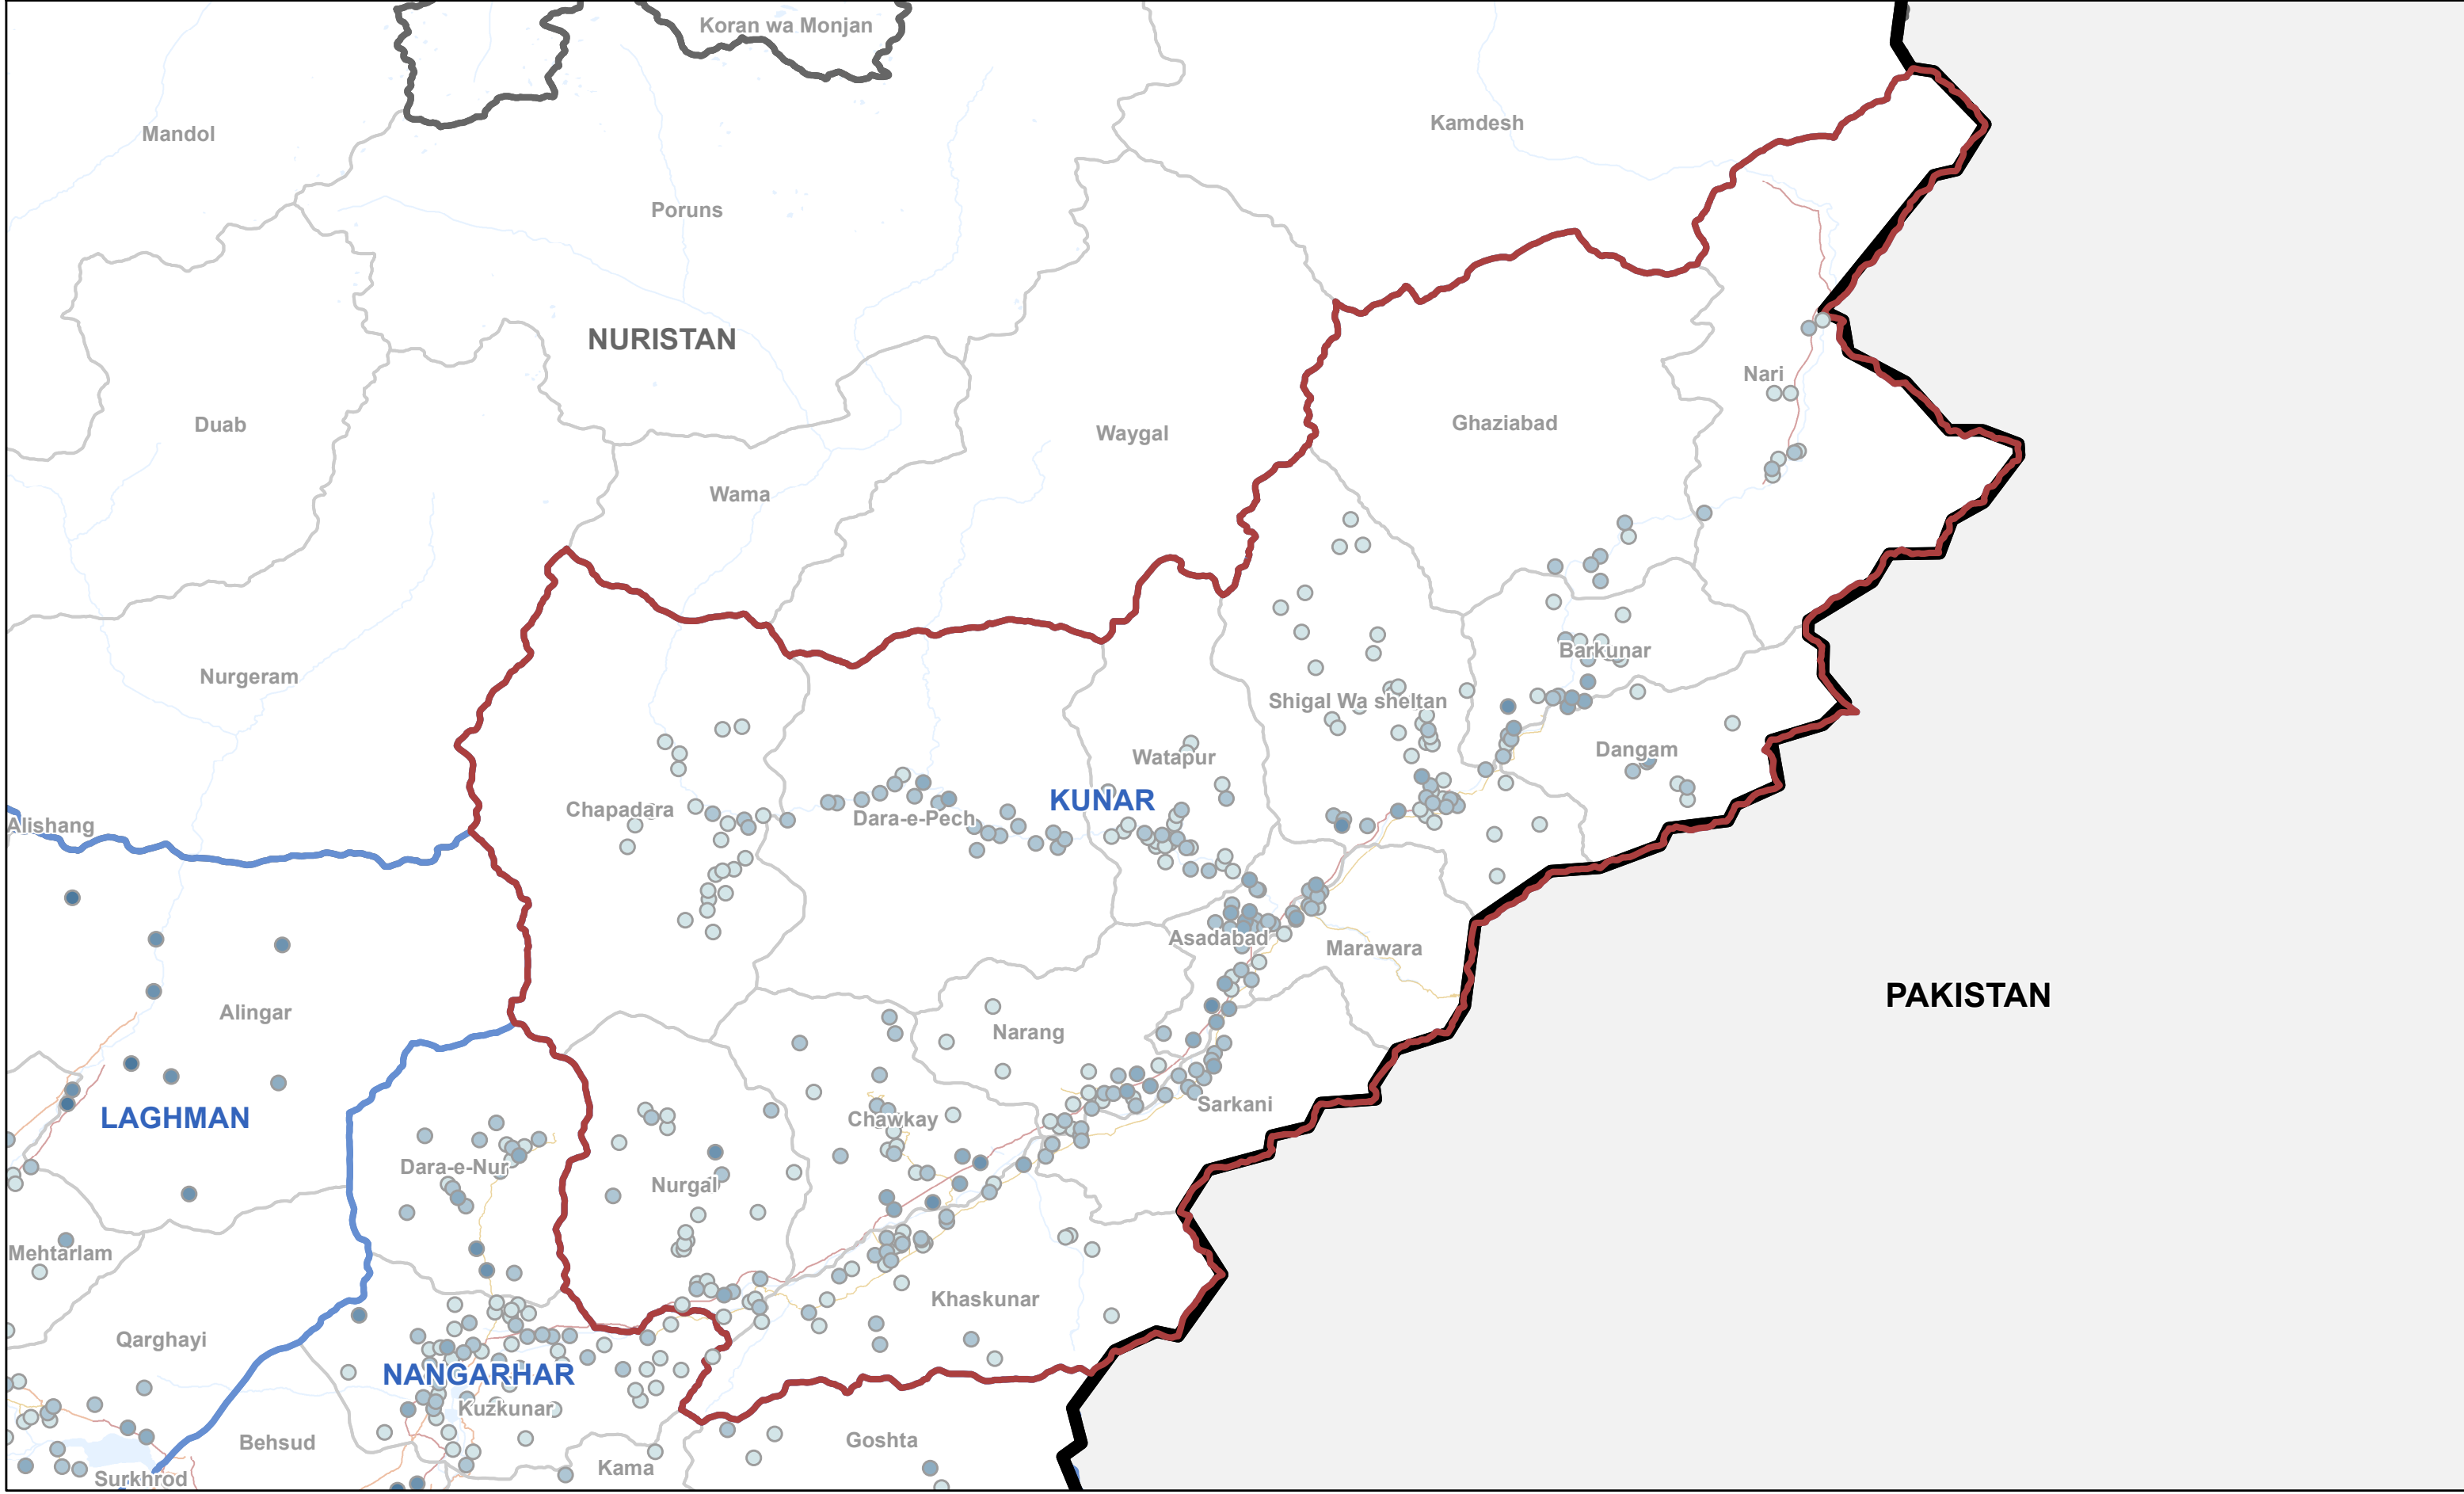 Koran wa Monjan
Kamdesh
Mandol
Poruns
NURISTAN
Nari
Duab
Ghaziabad
Waygal
Wama
Barkunar
Nurgeram
Shigal Wa sheltan
Dangam
Watapur
KUNAR
Chapadara
Dara-e-Pech
Alishang
Asadabad
Marawara
PAKISTAN
Alingar
Narang
Sarkani
LAGHMAN
Chawkay
Dara-e-Nur
Nurgal
Mehtarlam
Khaskunar
Qarghayi
NANGARHAR
Kuzkunar
Behsud
Goshta
Kama
Surkhrod